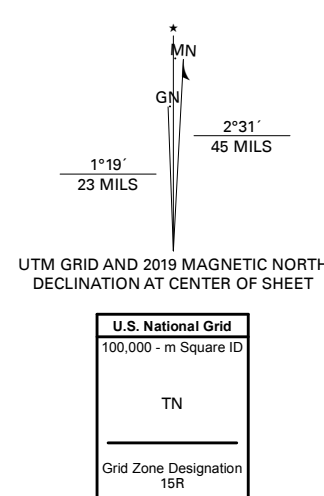 ★
MN
GN
2°31´
45 MILS
1°19´
23 MILS
UTM GRID AND 2019 MAGNETIC NORTH
DECLINATION AT CENTER OF SHEET
U.S. National Grid
100,000 - m Square ID
TN
Grid Zone Designation
15R